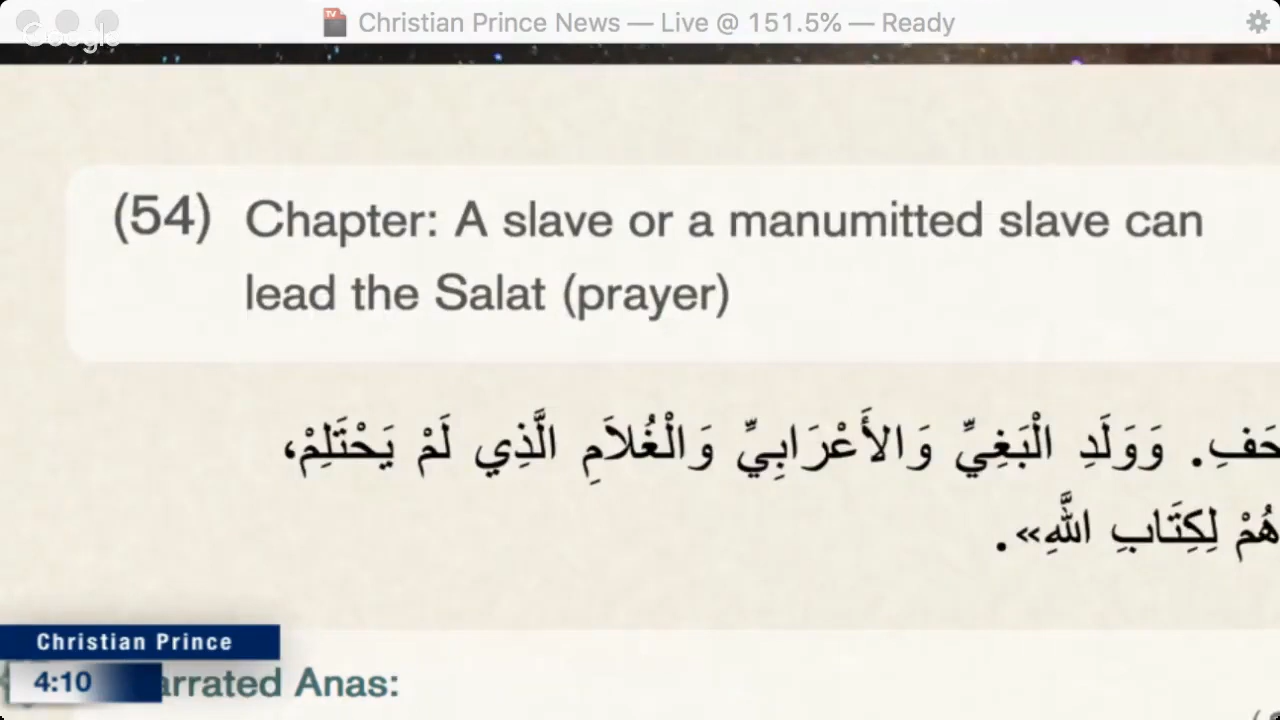 Google
Christian Prince News — Live @ 151.5% — Ready
(54) Chapter: A slave or a manumitted slave can
lead the Salat (prayer)
حَفِ. وَوَلَدِ الْبَغِيِّ وَالأَعْرَابِيِّ وَالْغُلاَمِ الَّذِي لَمْ يَحْتَلِمْ،
هُمْ لِكِتَابِ اللَّهِ».
Christian Prince
4:10
arrated Anas: